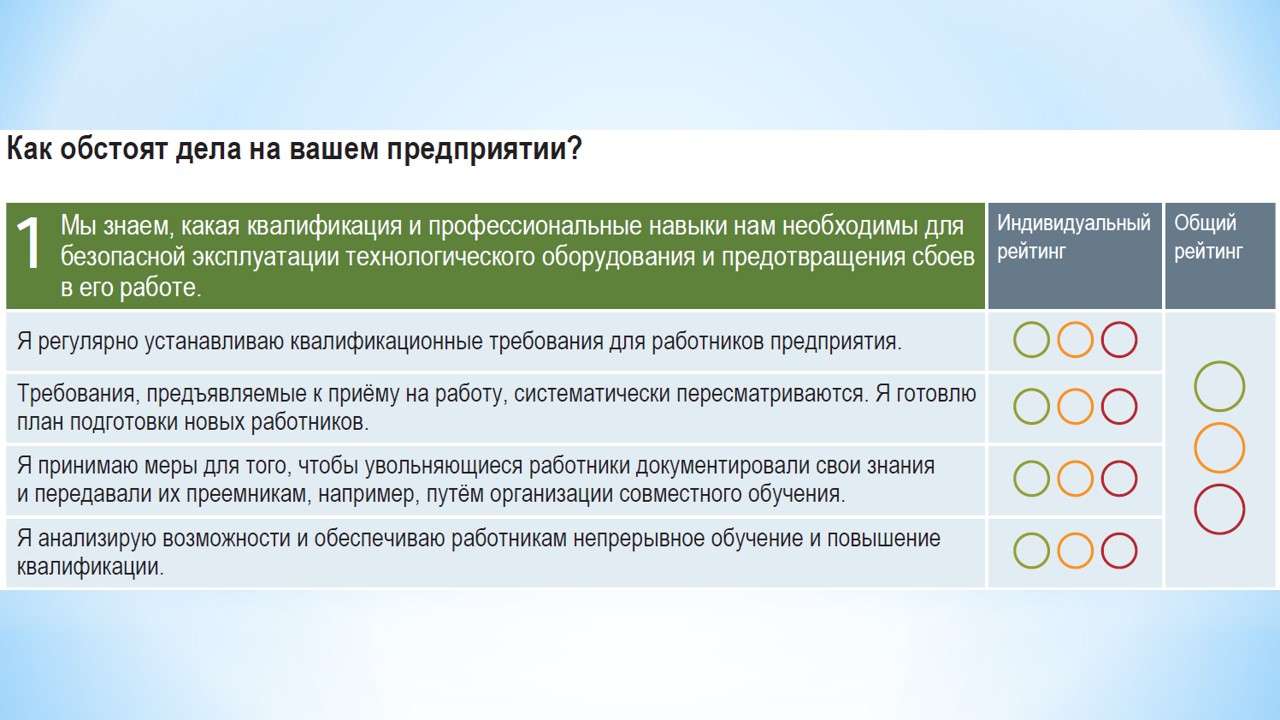 Как обстоят дела на вашем предприятии?
1
Мы знаем, какая квалификация и профессиональные навыки нам необходимы для
безопасной эксплуатации технологического оборудования и предотвращения сбоев
в его работе.
Индивидуальный
рейтинг
Общий
рейтинг
Я регулярно устанавливаю квалификационные требования для работников предприятия.
Требования, предъявляемые к приёму на работу, систематически пересматриваются. Я готовлю
план подготовки новых работников.
Я принимаю меры для того, чтобы увольняющиеся работники документировали свои знания
и передавали их преемникам, например, путём организации совместного обучения.
Я анализирую возможности и обеспечиваю работникам непрерывное обучение и повышение
квалификации.